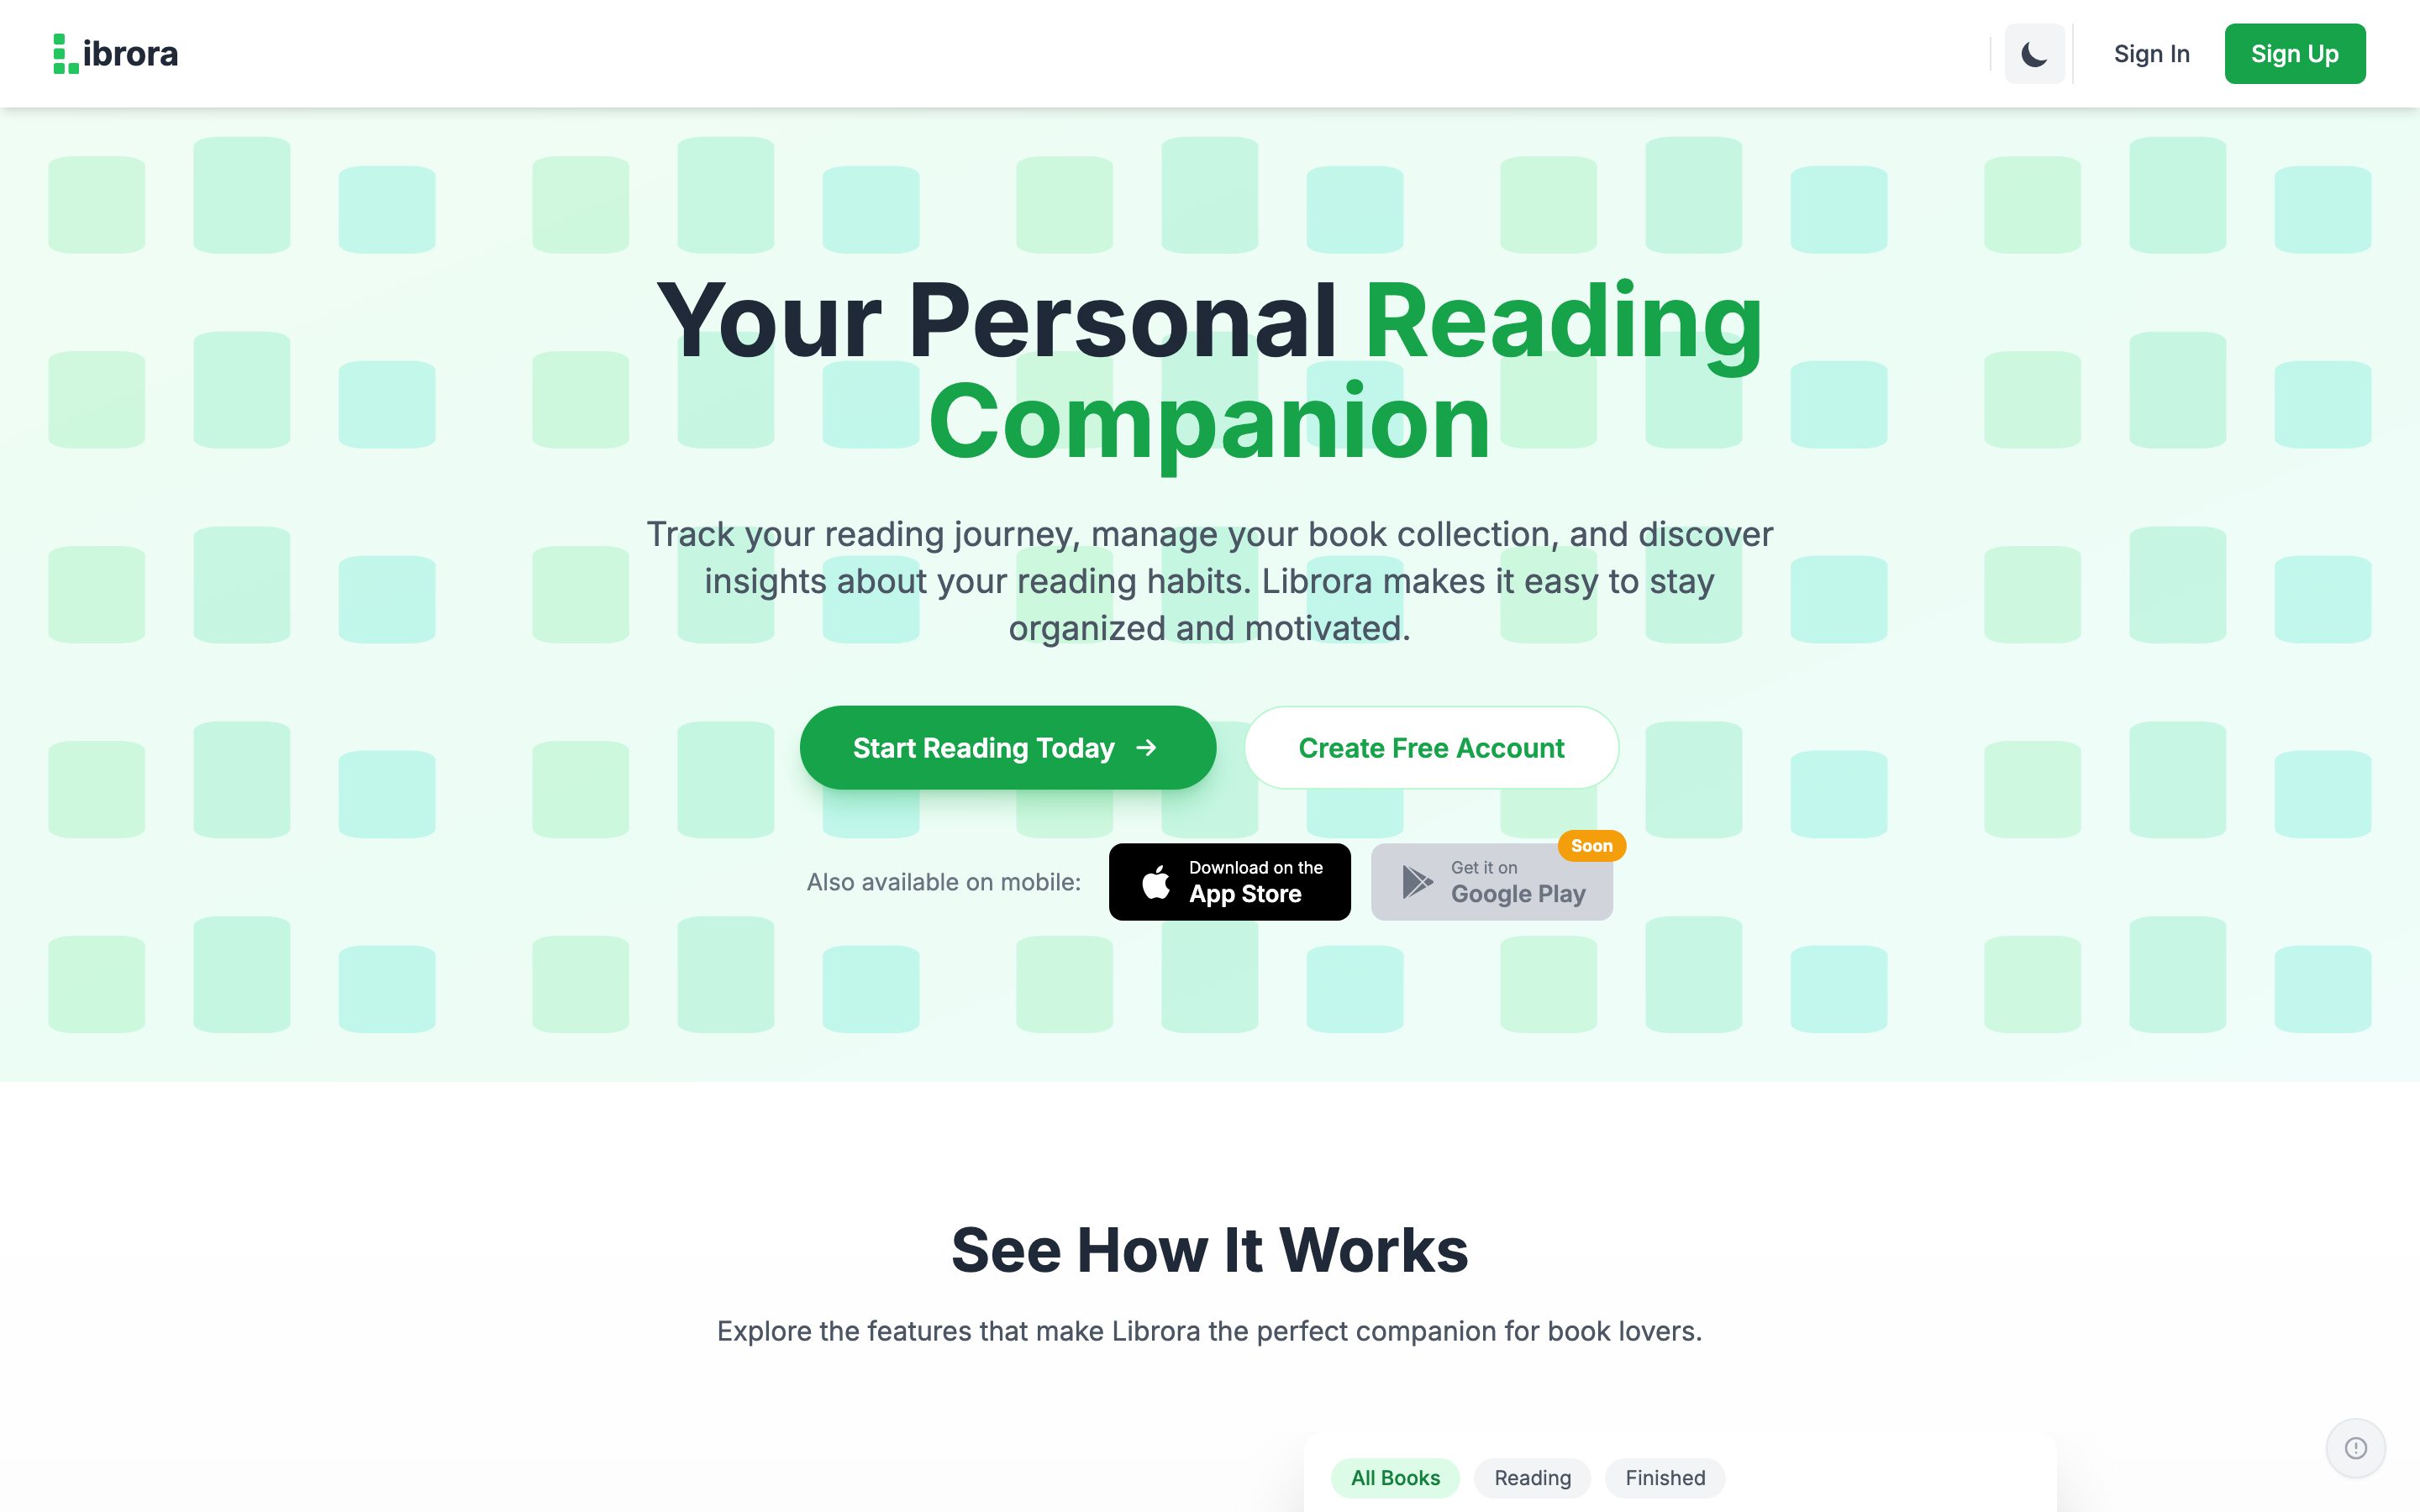 Librora
Sign In
Sign Up
Your Personal Reading
Companion
Track your reading journey, manage your book collection, and discover
insights about your reading habits. Librora makes it easy to stay
organized and motivated.
Start Reading Today →
Create Free Account
Also available on mobile:
Download on the
App Store
Soon
Get it on
Google Play
See How It Works
Explore the features that make Librora the perfect companion for book lovers.
All Books
Reading
Finished